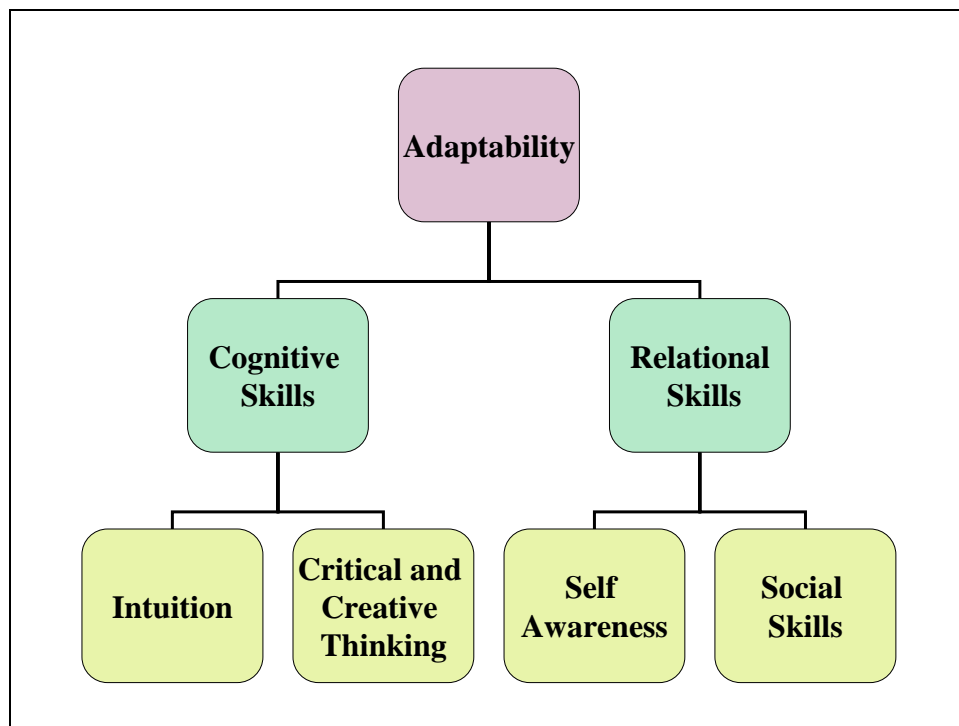 Adaptability
Cognitive
Skills
Relational
Skills
Intuition
Critical and
Creative
Thinking
Self
Awareness
Social
Skills